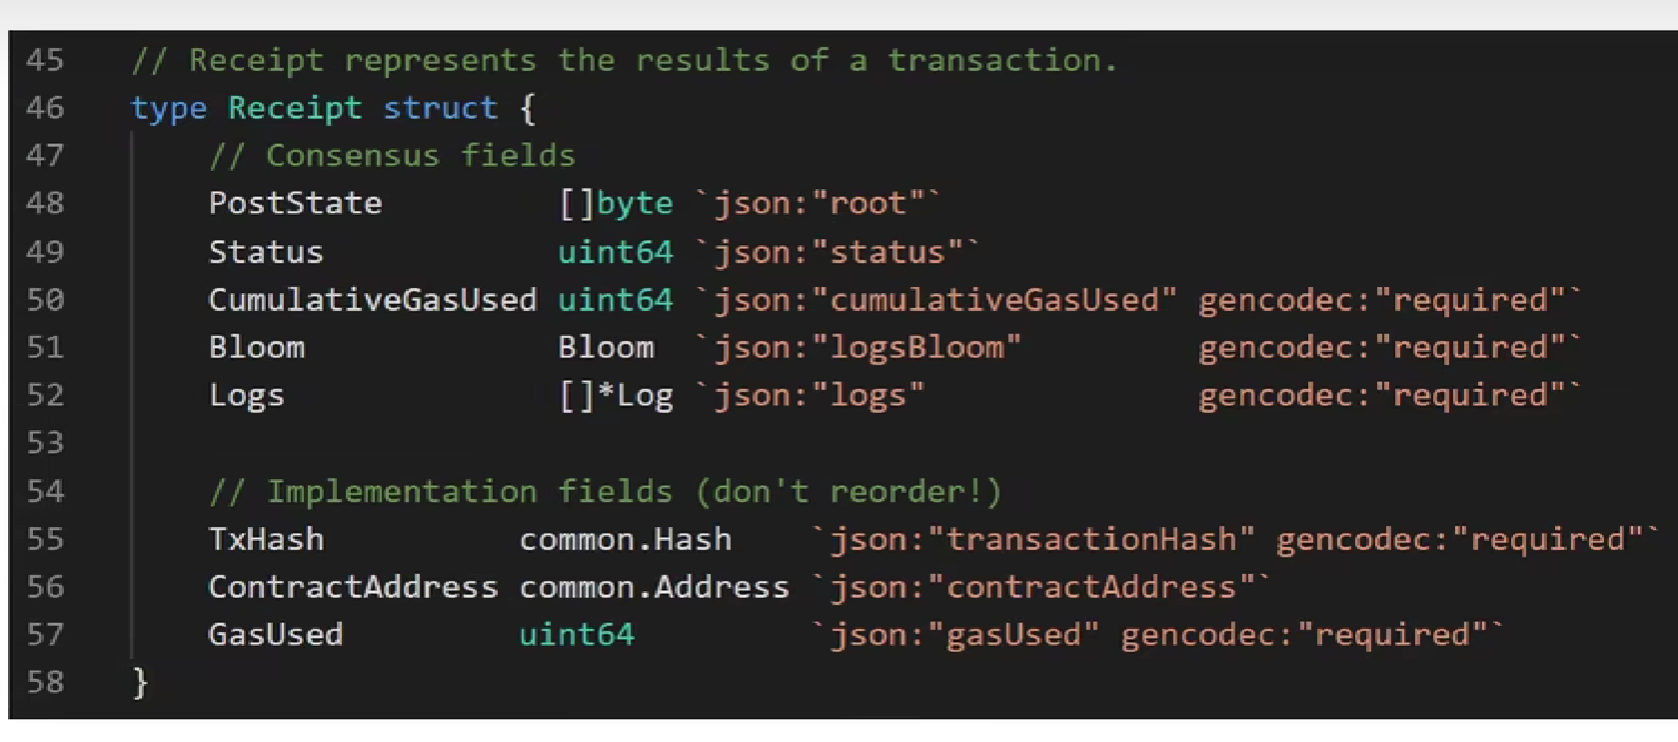 45 // Receipt represents the results of a transaction.
46 type Receipt struct {
47 // Consensus fields
48 PostState []byte `json:"root"`
49 Status uint64 `json:"status"`
50 CumulativeGasUsed uint64 `json:"cumulativeGasUsed" gencodec:"required"`
51 Bloom Bloom `json:"logsBloom" gencodec:"required"`
52 Logs []*Log `json:"logs" gencodec:"required"`
53
54 // Implementation fields (don't reorder!)
55 TxHash common.Hash `json:"transactionHash" gencodec:"required"`
56 ContractAddress common.Address `json:"contractAddress"`
57 GasUsed uint64 `json:"gasUsed" gencodec:"required"`
58 }